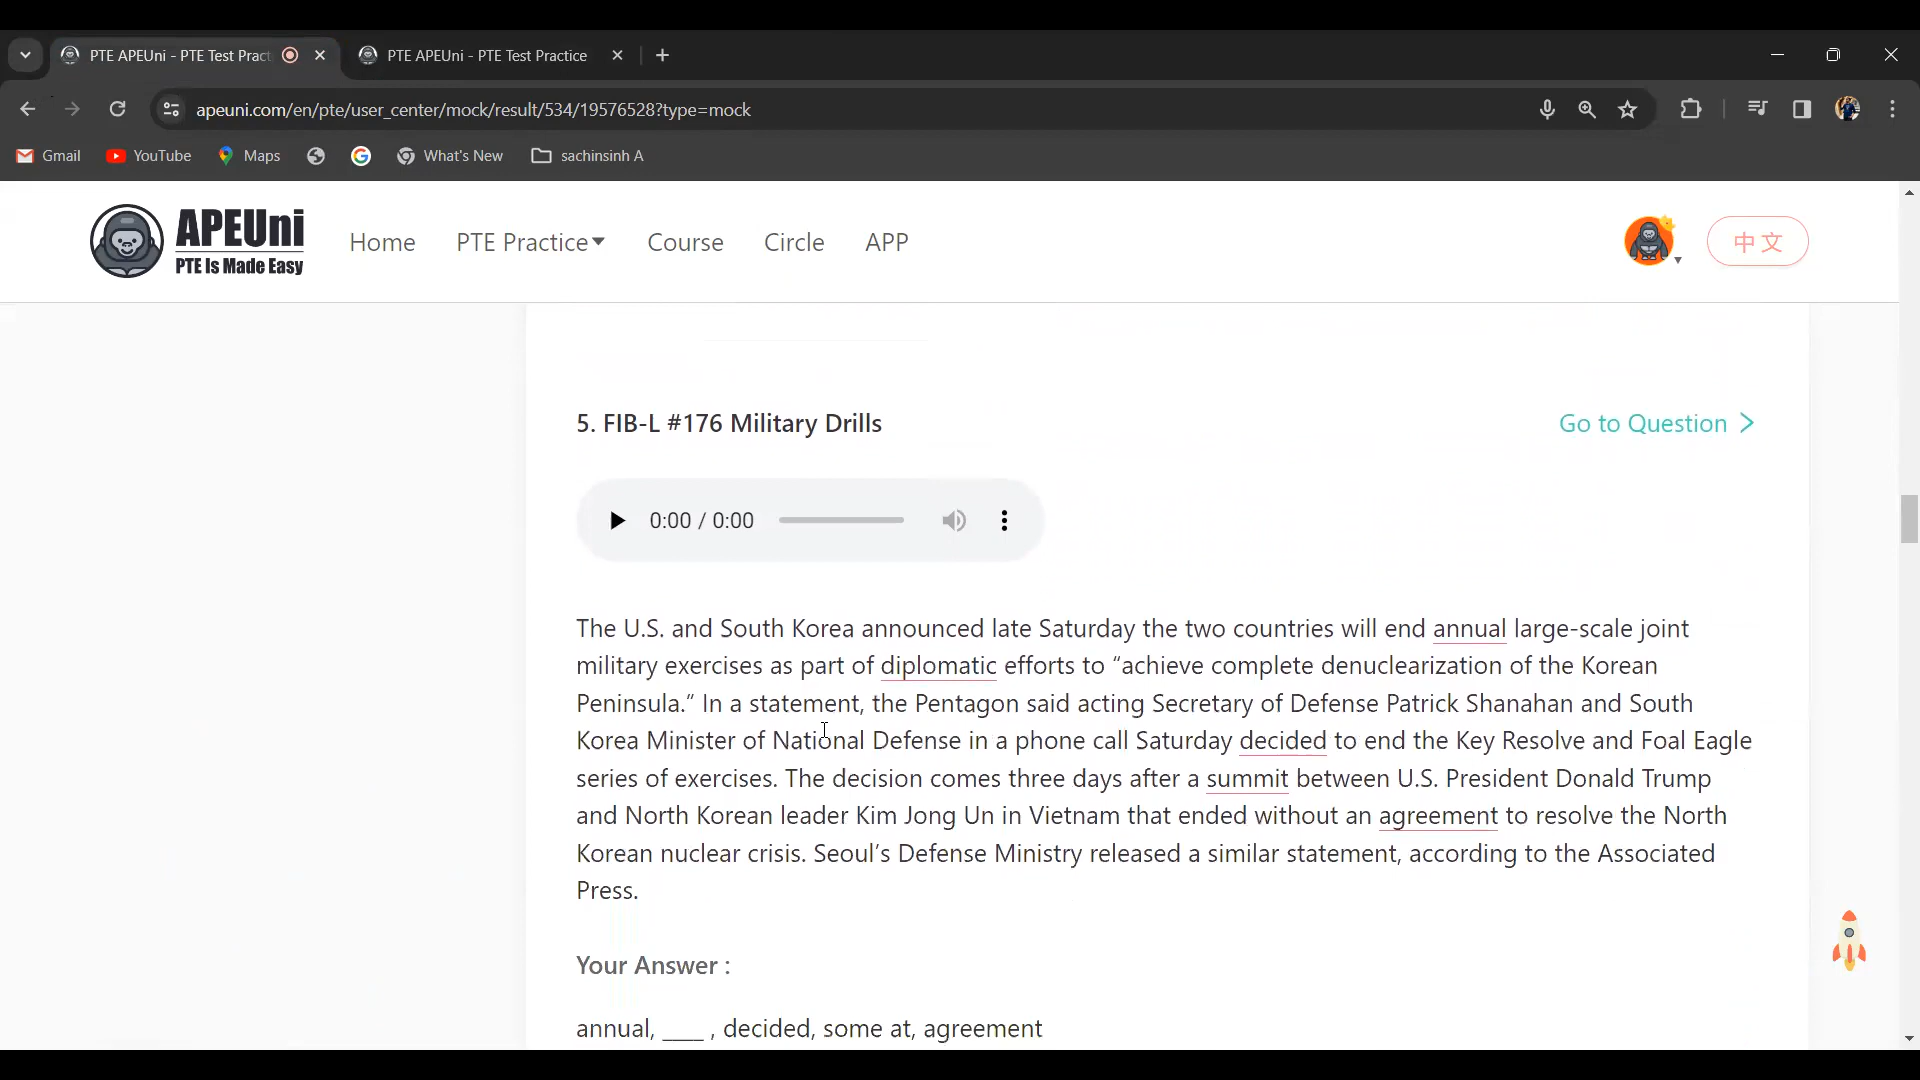 PTE APEUni - PTE Test Pract
PTE APEUni - PTE Test Practice
apeuni.com/en/pte/user_center/mock/result/534/19576528?type=mock
Gmail
YouTube
Maps
What's New
sachinsinh A
APEUni
PTE Is Made Easy
Home
PTE Practice
Course
Circle
APP
中文
5. FIB-L #176 Military Drills
Go to Question
0:00 / 0:00
The U.S. and South Korea announced late Saturday the two countries will end annual large-scale joint
military exercises as part of diplomatic efforts to “achieve complete denuclearization of the Korean
Peninsula.” In a statement, the Pentagon said acting Secretary of Defense Patrick Shanahan and South
Korea Minister of National Defense in a phone call Saturday decided to end the Key Resolve and Foal Eagle
series of exercises. The decision comes three days after a summit between U.S. President Donald Trump
and North Korean leader Kim Jong Un in Vietnam that ended without an agreement to resolve the North
Korean nuclear crisis. Seoul’s Defense Ministry released a similar statement, according to the Associated
Press.
Your Answer :
annual, ____ , decided, some at, agreement